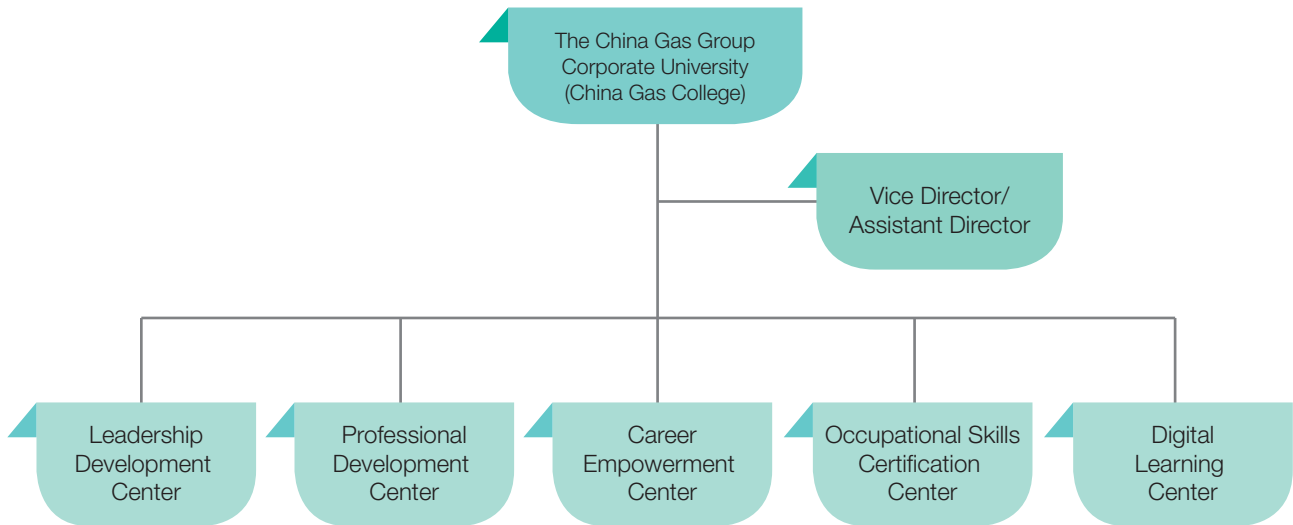 The China Gas Group
Corporate University
(China Gas College)
Vice Director/
Assistant Director
Leadership
Development
Center
Professional
Development
Center
Career
Empowerment
Center
Occupational Skills
Certification
Center
Digital
Learning
Center